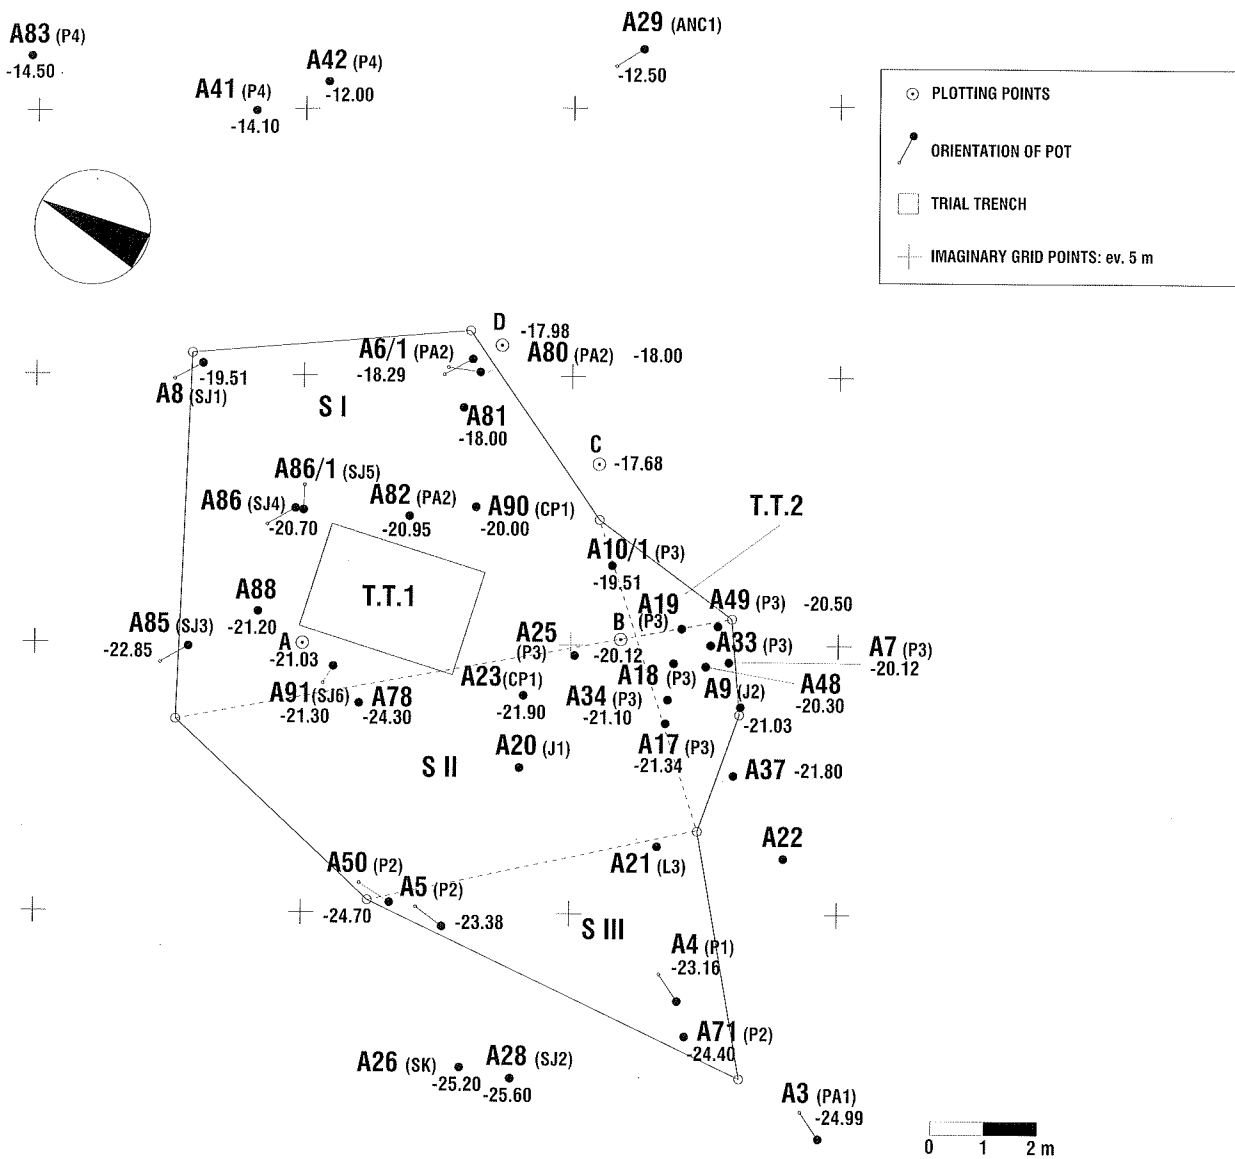 A83 (P4)
-14.50
A41 (P4)
-14.10
A42 (P4)
-12.00
A29 (ANC1)
-12.50
PLOTTING POINTS
ORIENTATION OF POT
TRIAL TRENCH
IMAGINARY GRID POINTS: ev. 5 m
D
-17.98
A6/1 (PA2)
-18.29
A80 (PA2) -18.00
-19.51
A8 (SJ1)
S I
A81
-18.00
C
-17.68
A86/1 (SJ5)
A86 (SJ4)
-20.70
A82 (PA2)
-20.95
A90 (CP1)
-20.00
T.T.2
A10/1 (P3)
-19.51
T.T.1
A88
-21.20
A19
(P3)
A49 (P3) -20.50
A85 (SJ3)
-22.85
A
-21.03
A25
(P3)
B
-20.12
A33 (P3)
A7 (P3)
-20.12
A91 (SJ6)
-21.30
A78
-24.30
A23 (CP1)
-21.90
A34 (P3)
-21.10
A18 (P3)
A9 (J2)
-21.03
A48
-20.30
A20 (J1)
A17 (P3)
-21.34
S II
A37 -21.80
A50 (P2)
-24.70
A5 (P2)
-23.38
A21 (L3)
A22
S III
A4 (P1)
-23.16
A71 (P2)
-24.40
A26 (SK)
-25.20
A28 (SJ2)
-25.60
A3 (PA1)
-24.99
0 1 2 m